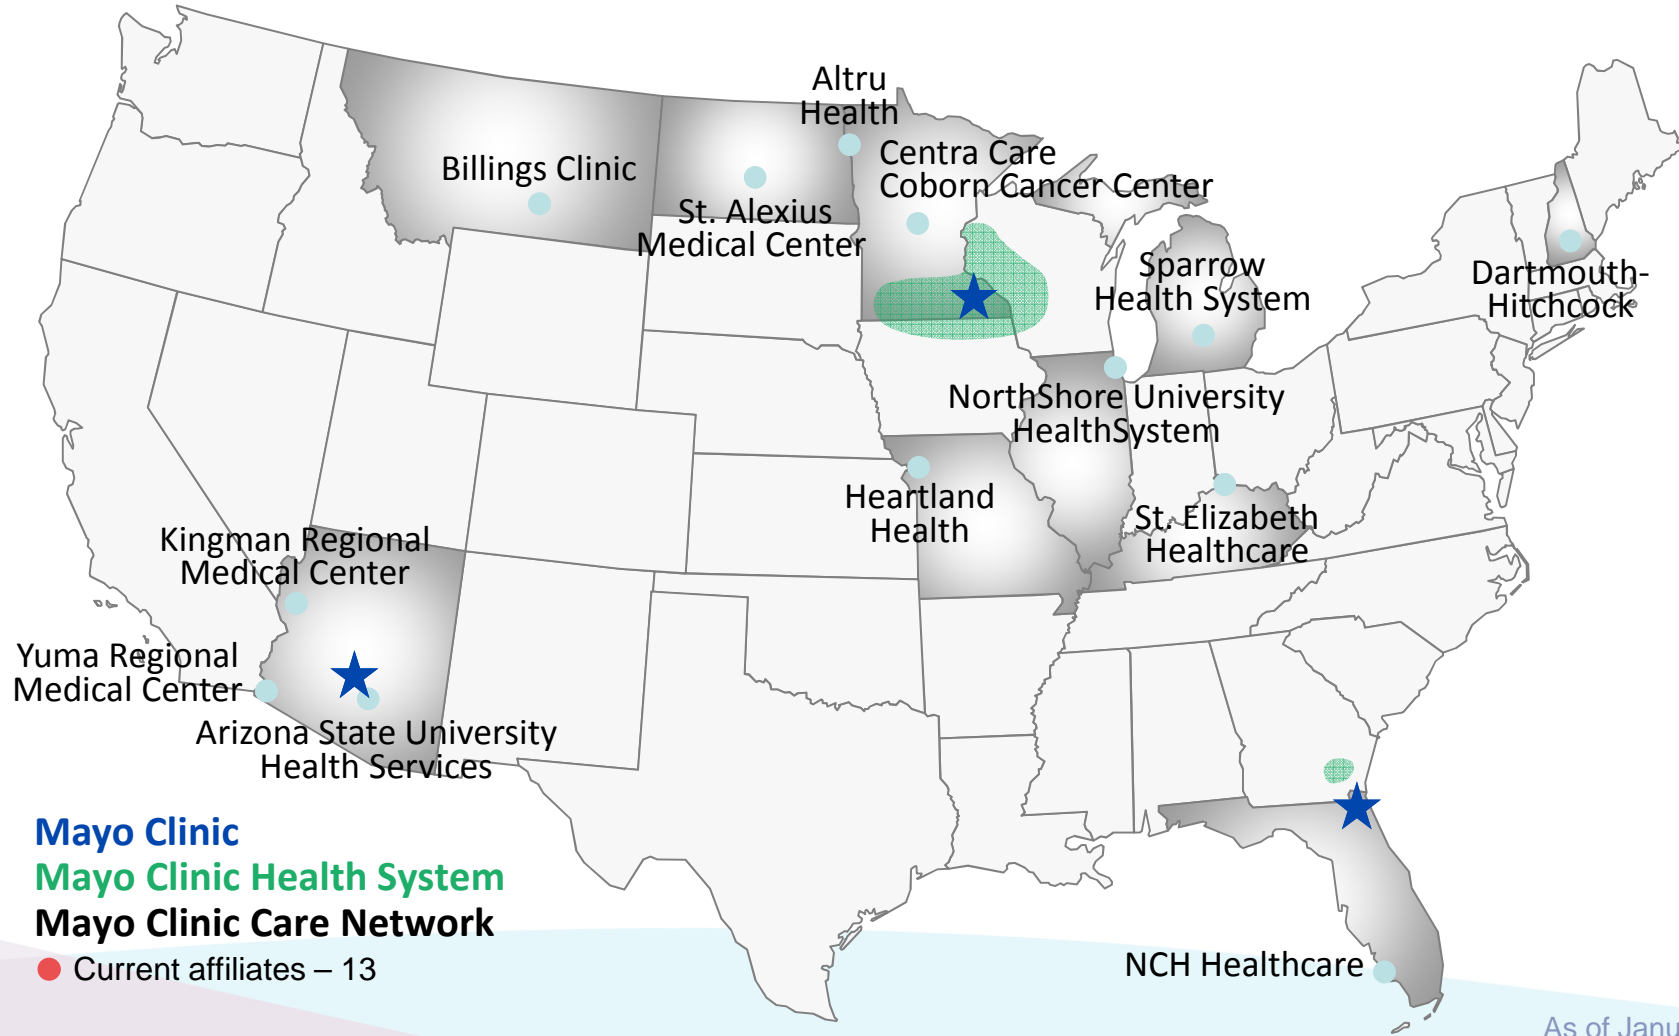 Altru
Health
Billings Clinic
Centra Care
Coborn Cancer Center
St. Alexius
Medical Center
Sparrow
Health System
Dartmouth-
Hitchcock
NorthShore University
HealthSystem
Heartland
Health
St. Elizabeth
Healthcare
Kingman Regional
Medical Center
Yuma Regional
Medical Center
Arizona State University
Health Services
Mayo Clinic
Mayo Clinic Health System
Mayo Clinic Care Network
Current affiliates – 13
NCH Healthcare
As of